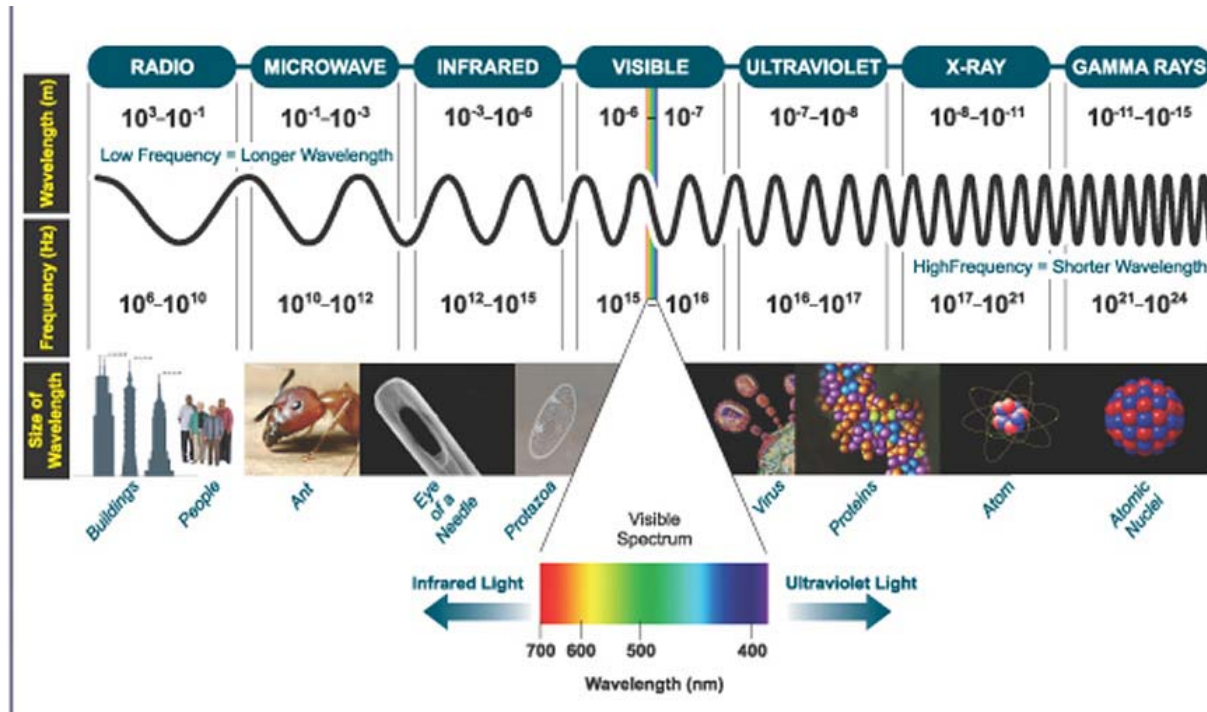 RADIO MICROWAVE INFRARED VISIBLE ULTRAVIOLET X-RAY GAMMA RAYS
Wavelength (m)
10³–10⁻¹ 10⁻¹–10⁻³ 10⁻³–10⁻⁶ 10⁻⁶ – 10⁻⁷ 10⁻⁷–10⁻⁸ 10⁻⁸–10⁻¹¹ 10⁻¹¹–10⁻¹⁵
Low Frequency = Longer Wavelength
HighFrequency = Shorter Wavelength
Frequency (Hz)
10⁶–10¹⁰ 10¹⁰–10¹² 10¹²–10¹⁵ 10¹⁵ – 10¹⁶ 10¹⁶–10¹⁷ 10¹⁷–10²¹ 10²¹–10²⁴
Size of
Wavelength
Buildings
People
Ant
Eye
of a
Needle
Protazoa
Virus
Proteins
Atom
Atomic
Nuclei
Visible
Spectrum
Infrared Light
Ultraviolet Light
700 600 500 400
Wavelength (nm)